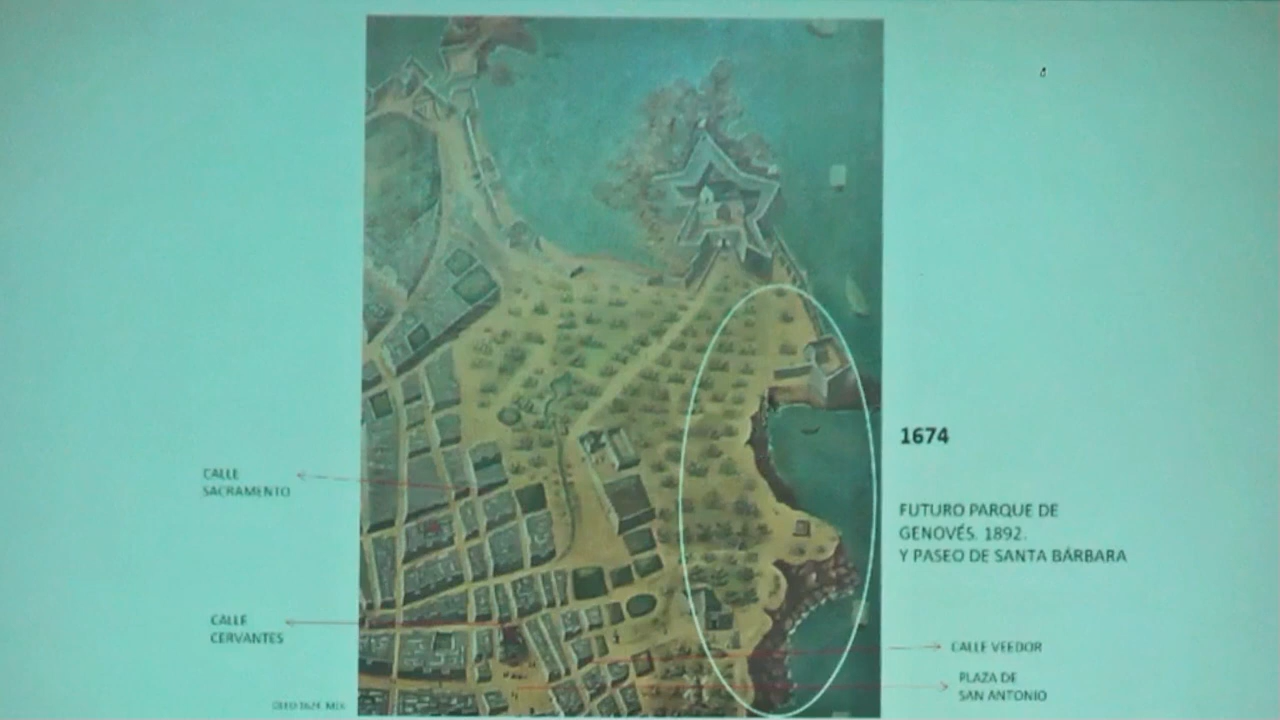 CALLE
SACRAMENTO
CALLE
CERVANTES
1674
FUTURO PARQUE DE
GENOVÉS. 1892.
Y PASEO DE SANTA BÁRBARA
CALLE VEEDOR
PLAZA DE
SAN ANTONIO